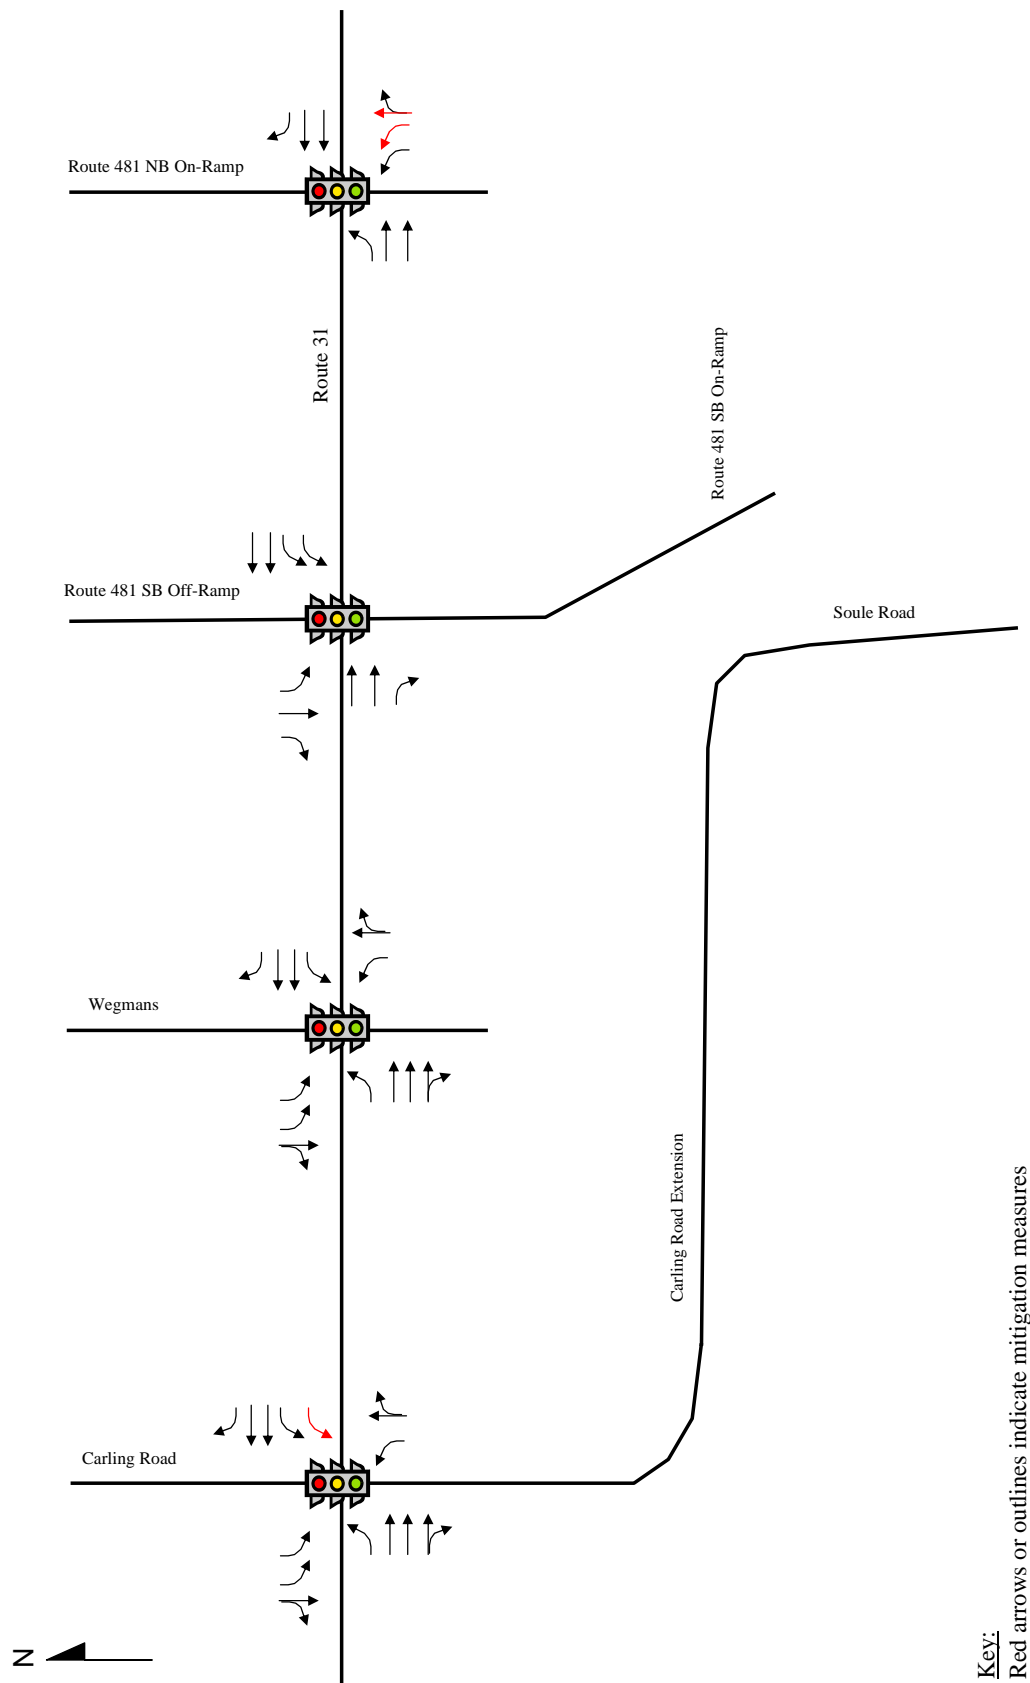 Route 481 NB On-Ramp
Route 31
Route 481 SB On-Ramp
Route 481 SB Off-Ramp
Soule Road
Wegmans
Carling Road Extension
Carling Road
N
Key:
Red arrows or outlines indicate mitigation measures